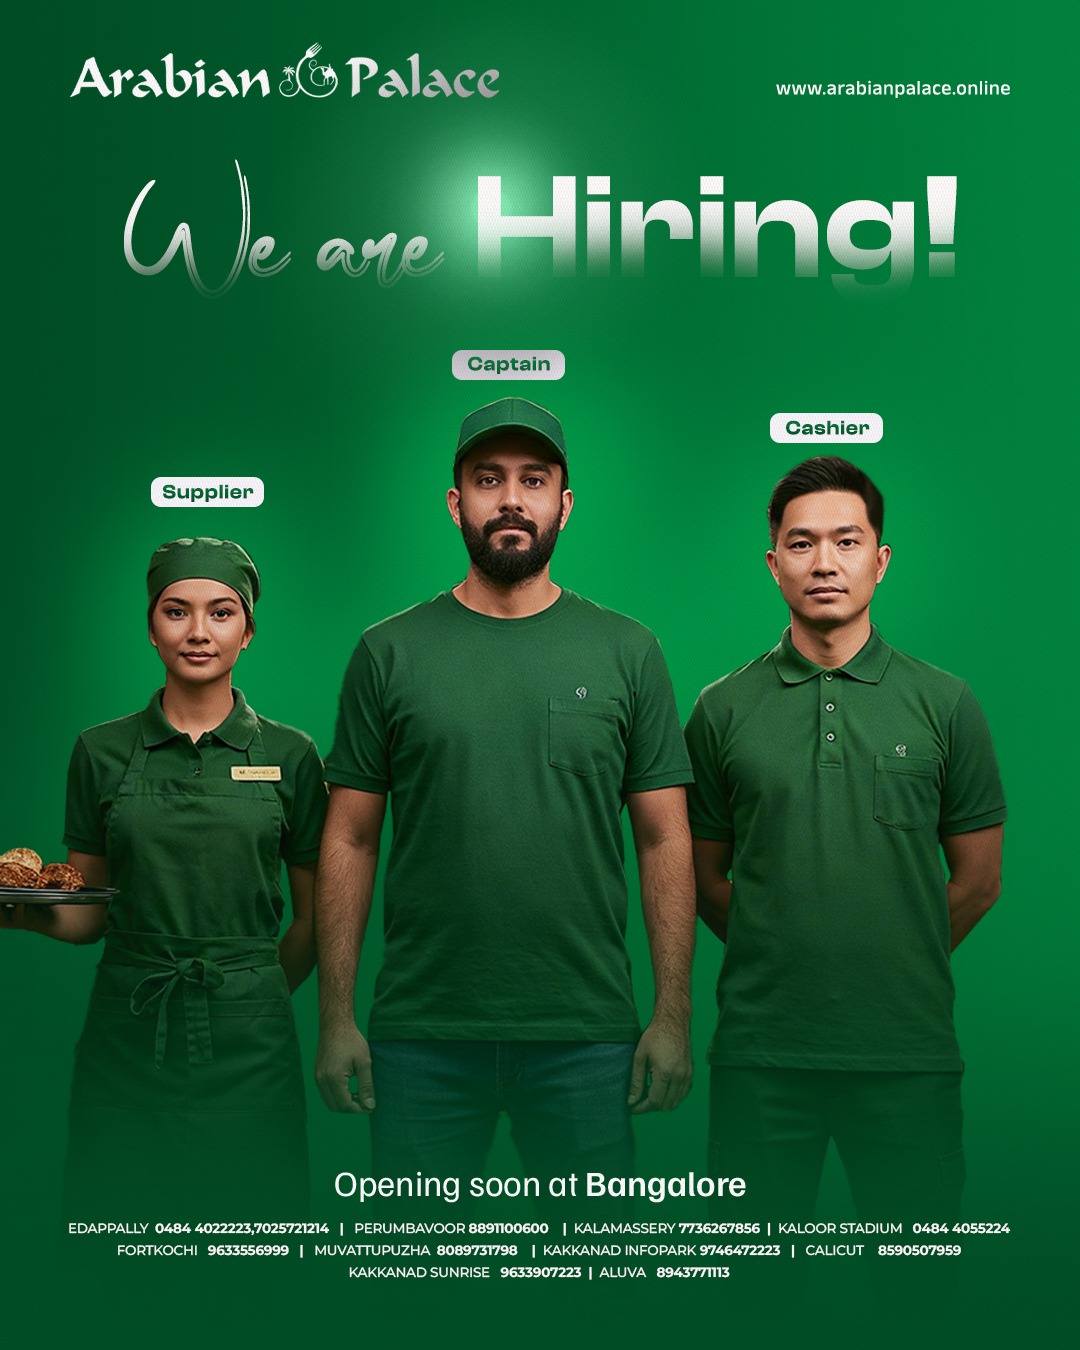 Arabian Palace
www.arabianpalace.online
We are Hiring!
Captain
Cashier
Supplier
Opening soon at Bangalore
EDAPPALLY 0484 4022223,7025721214 | PERUMBAVOOR 8891100600 | KALAMASSERY 7736267856 | KALOOR STADIUM 0484 4055224
FORTKOCHI 9633556999 | MUVATTUPUZHA 8089731798 | KAKKANAD INFOPARK 9746472223 | CALICUT 8590507959
KAKKANAD SUNRISE 9633907223 | ALUVA 8943771113